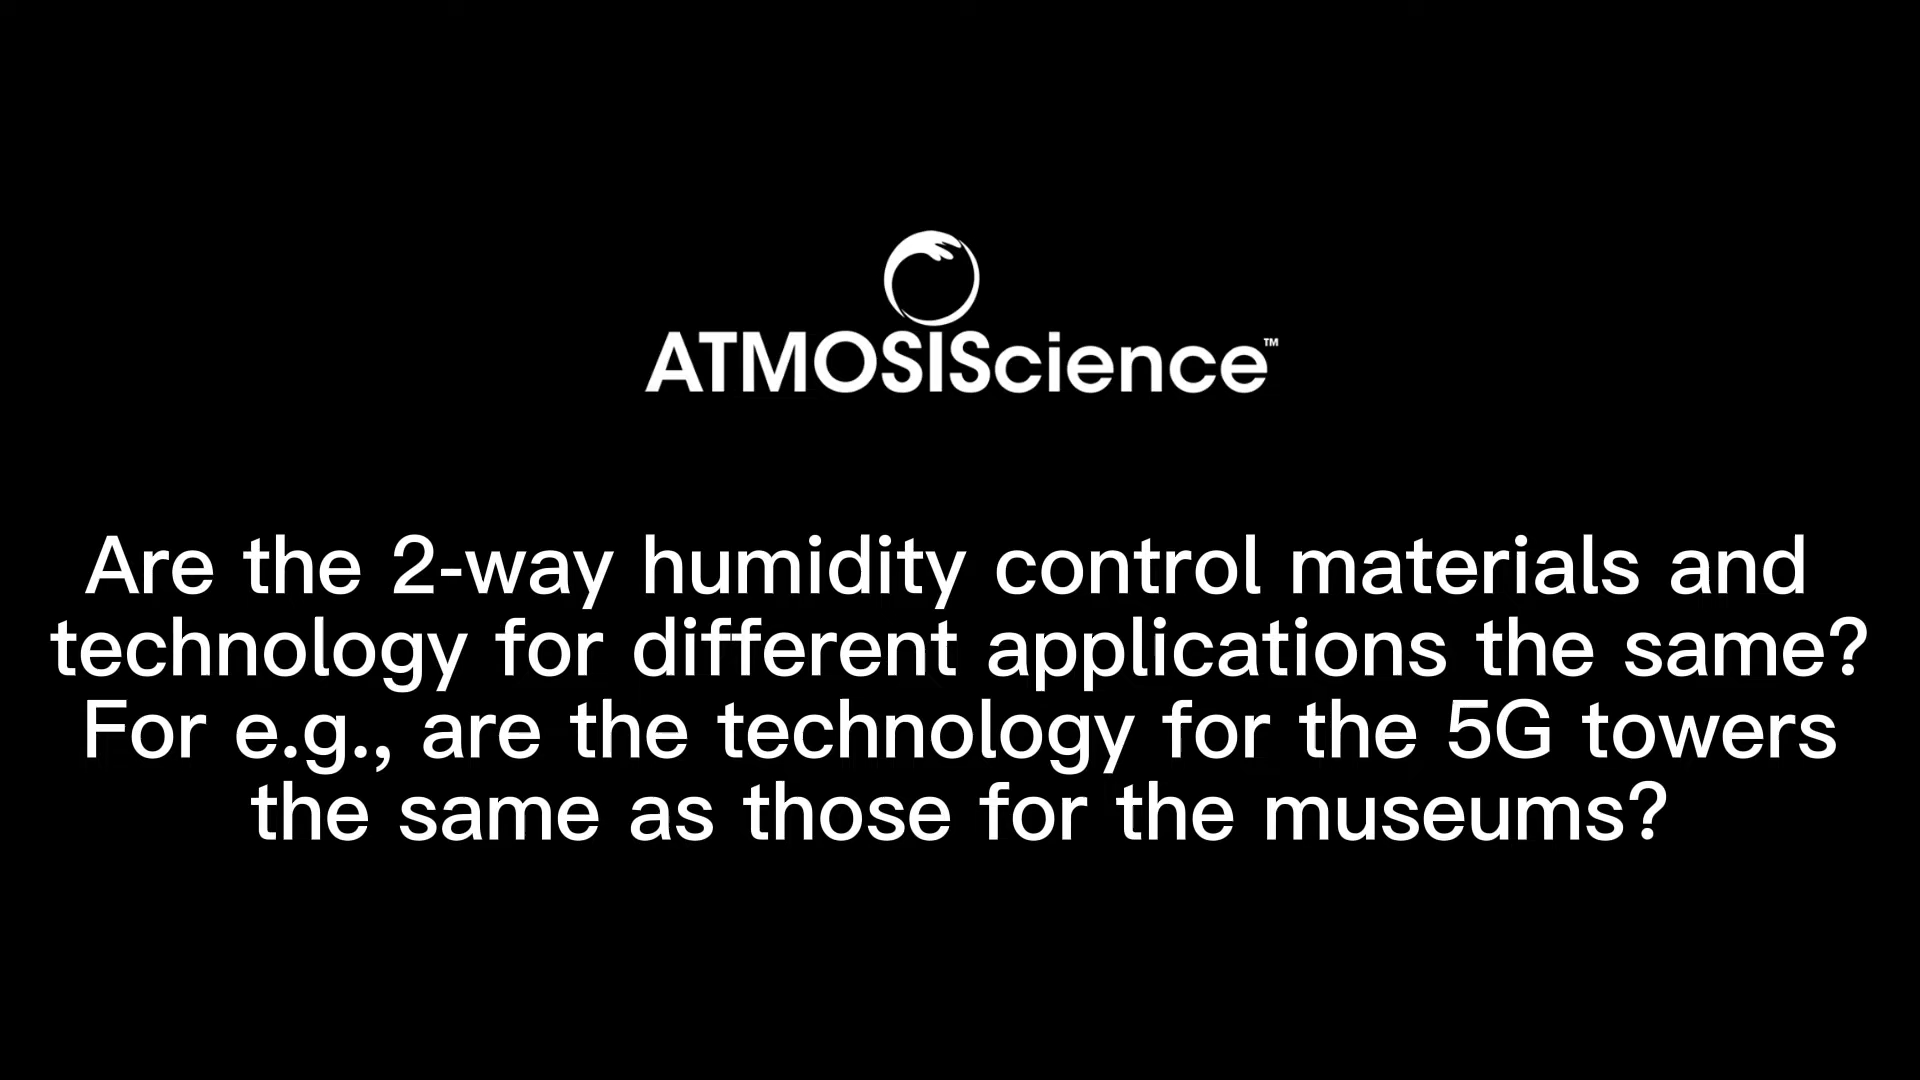 ATMOSIScience™
Are the 2-way humidity control materials and
technology for different applications the same?
For e.g., are the technology for the 5G towers
the same as those for the museums?